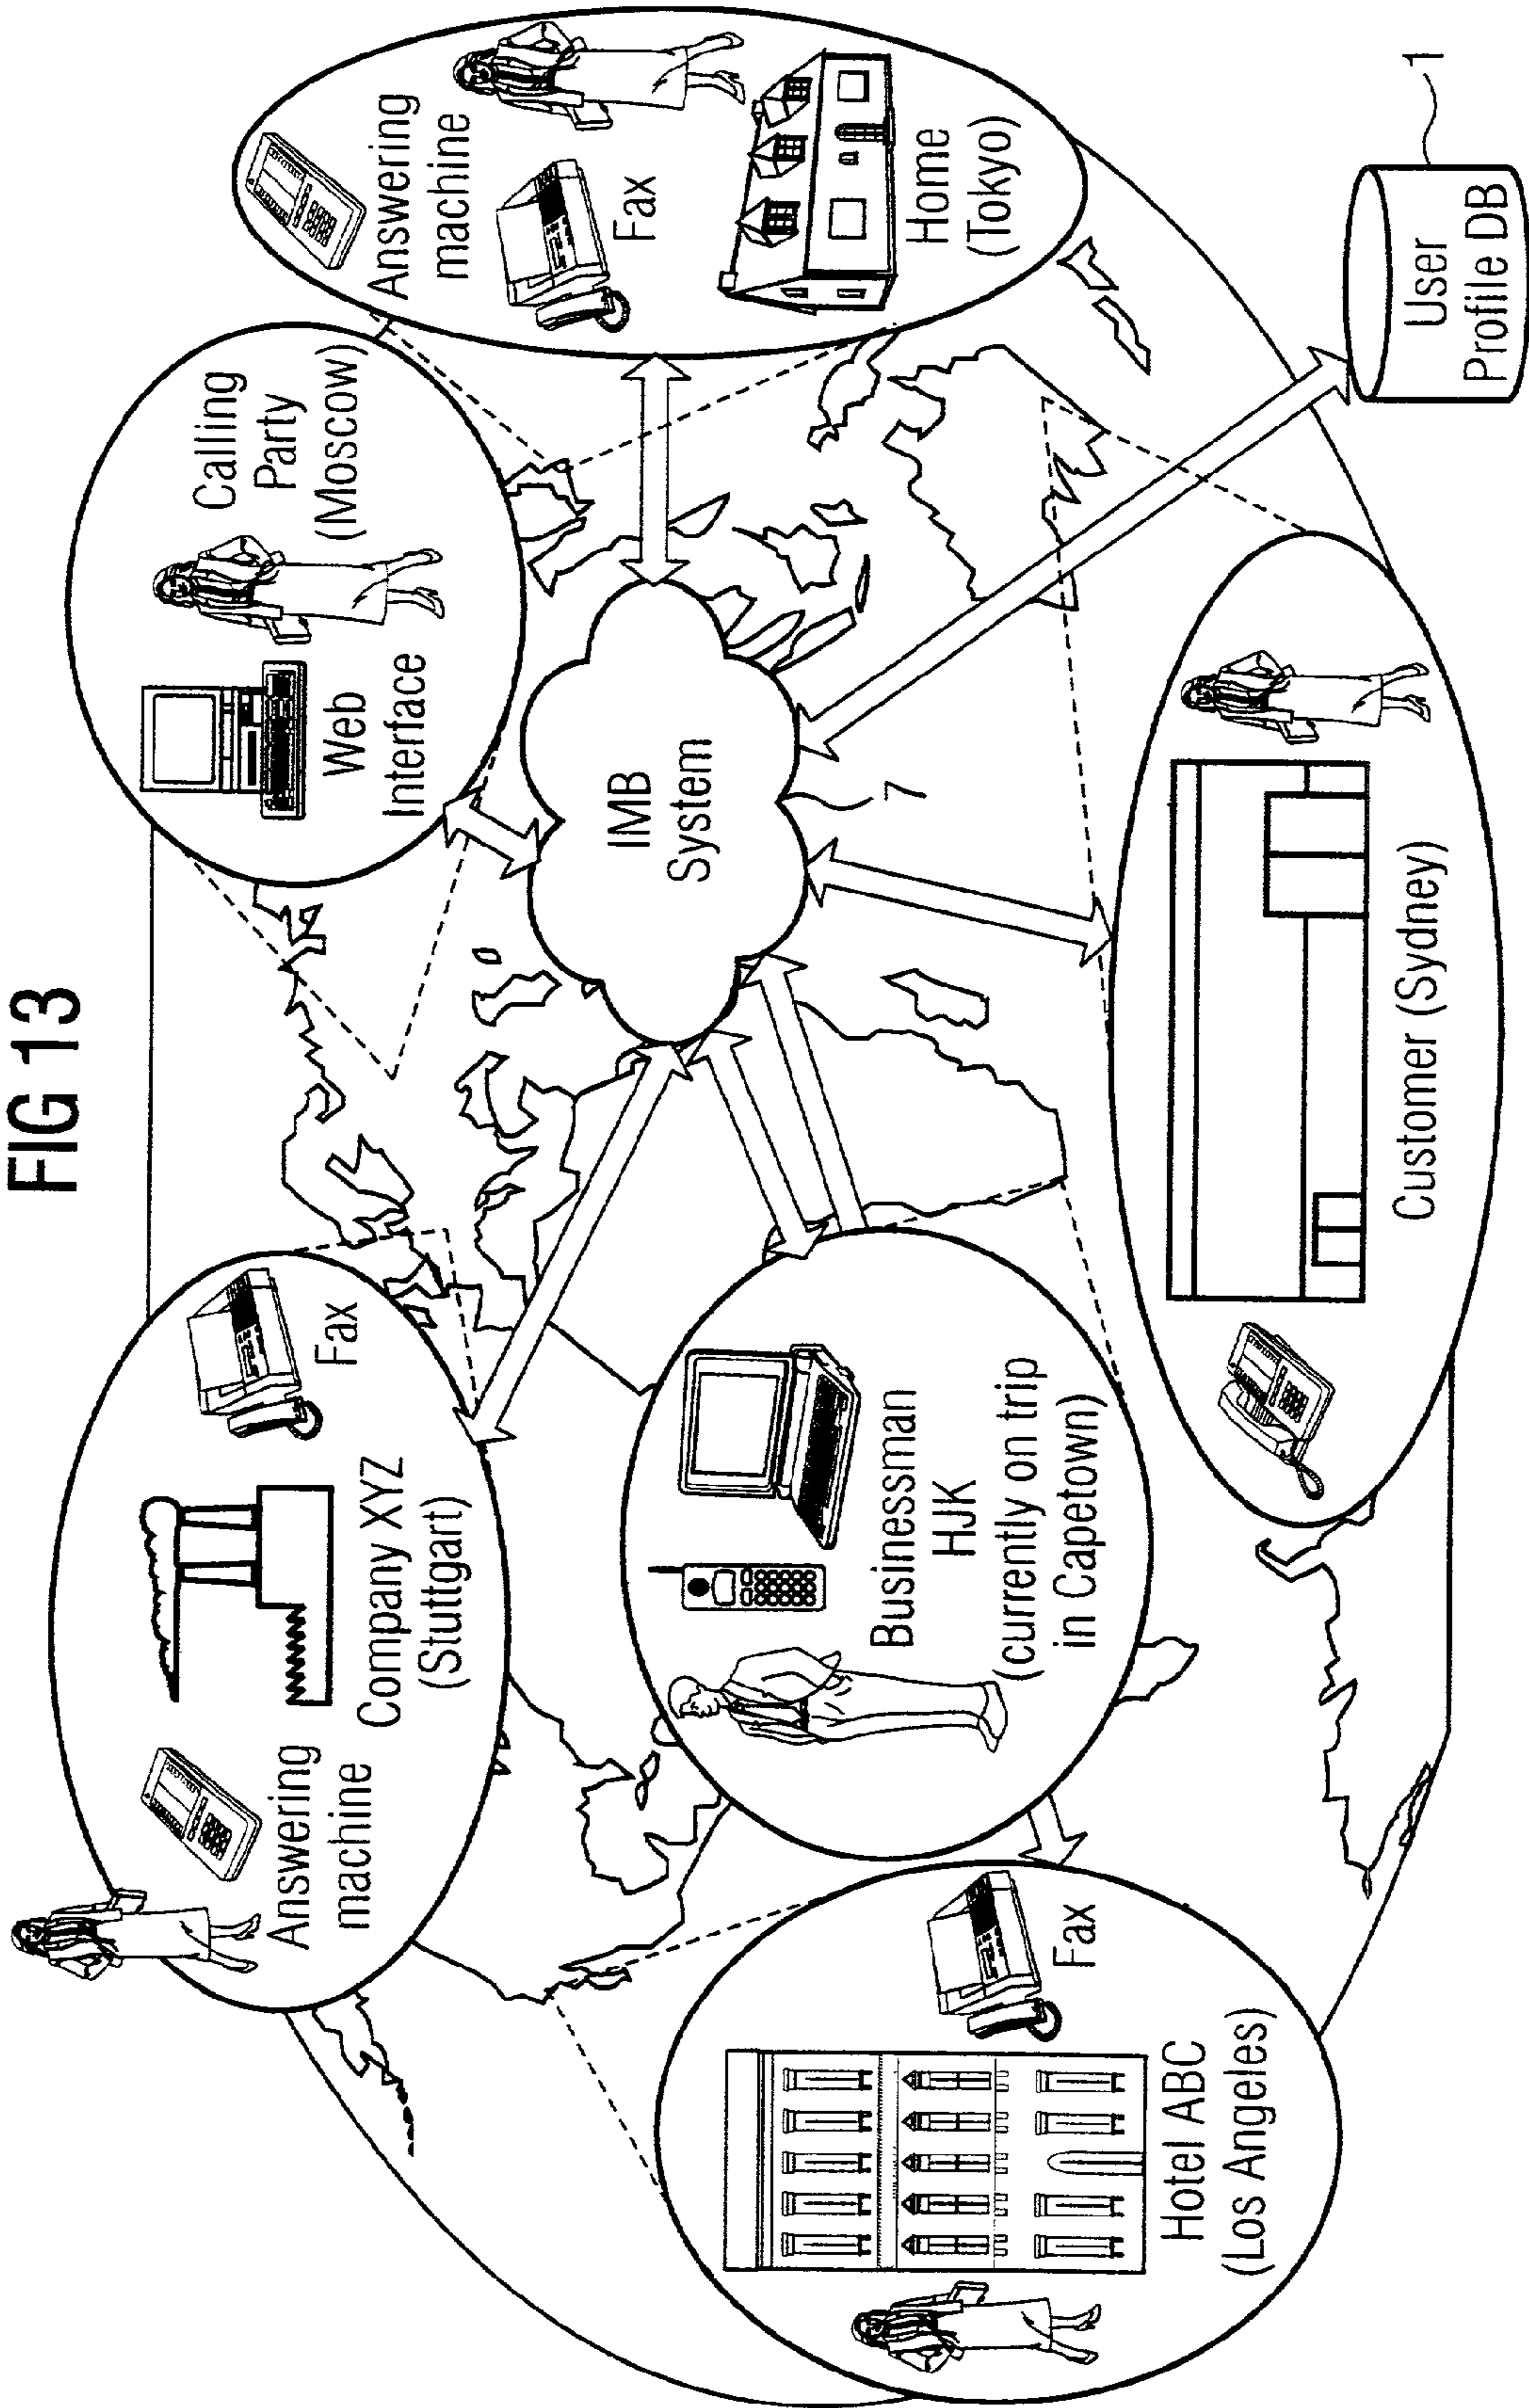 FIG 13
Answering
machine
Company XYZ
(Stuttgart)
Fax
Web
Interface
Calling
Party
(Moscow)
Answering
machine
Fax
Home
(Tokyo)
IMB
System
7
Businessman
HJK
(currently on trip
in Capetown)
Hotel ABC
(Los Angeles)
Fax
Customer (Sydney)
User
Profile DB
1